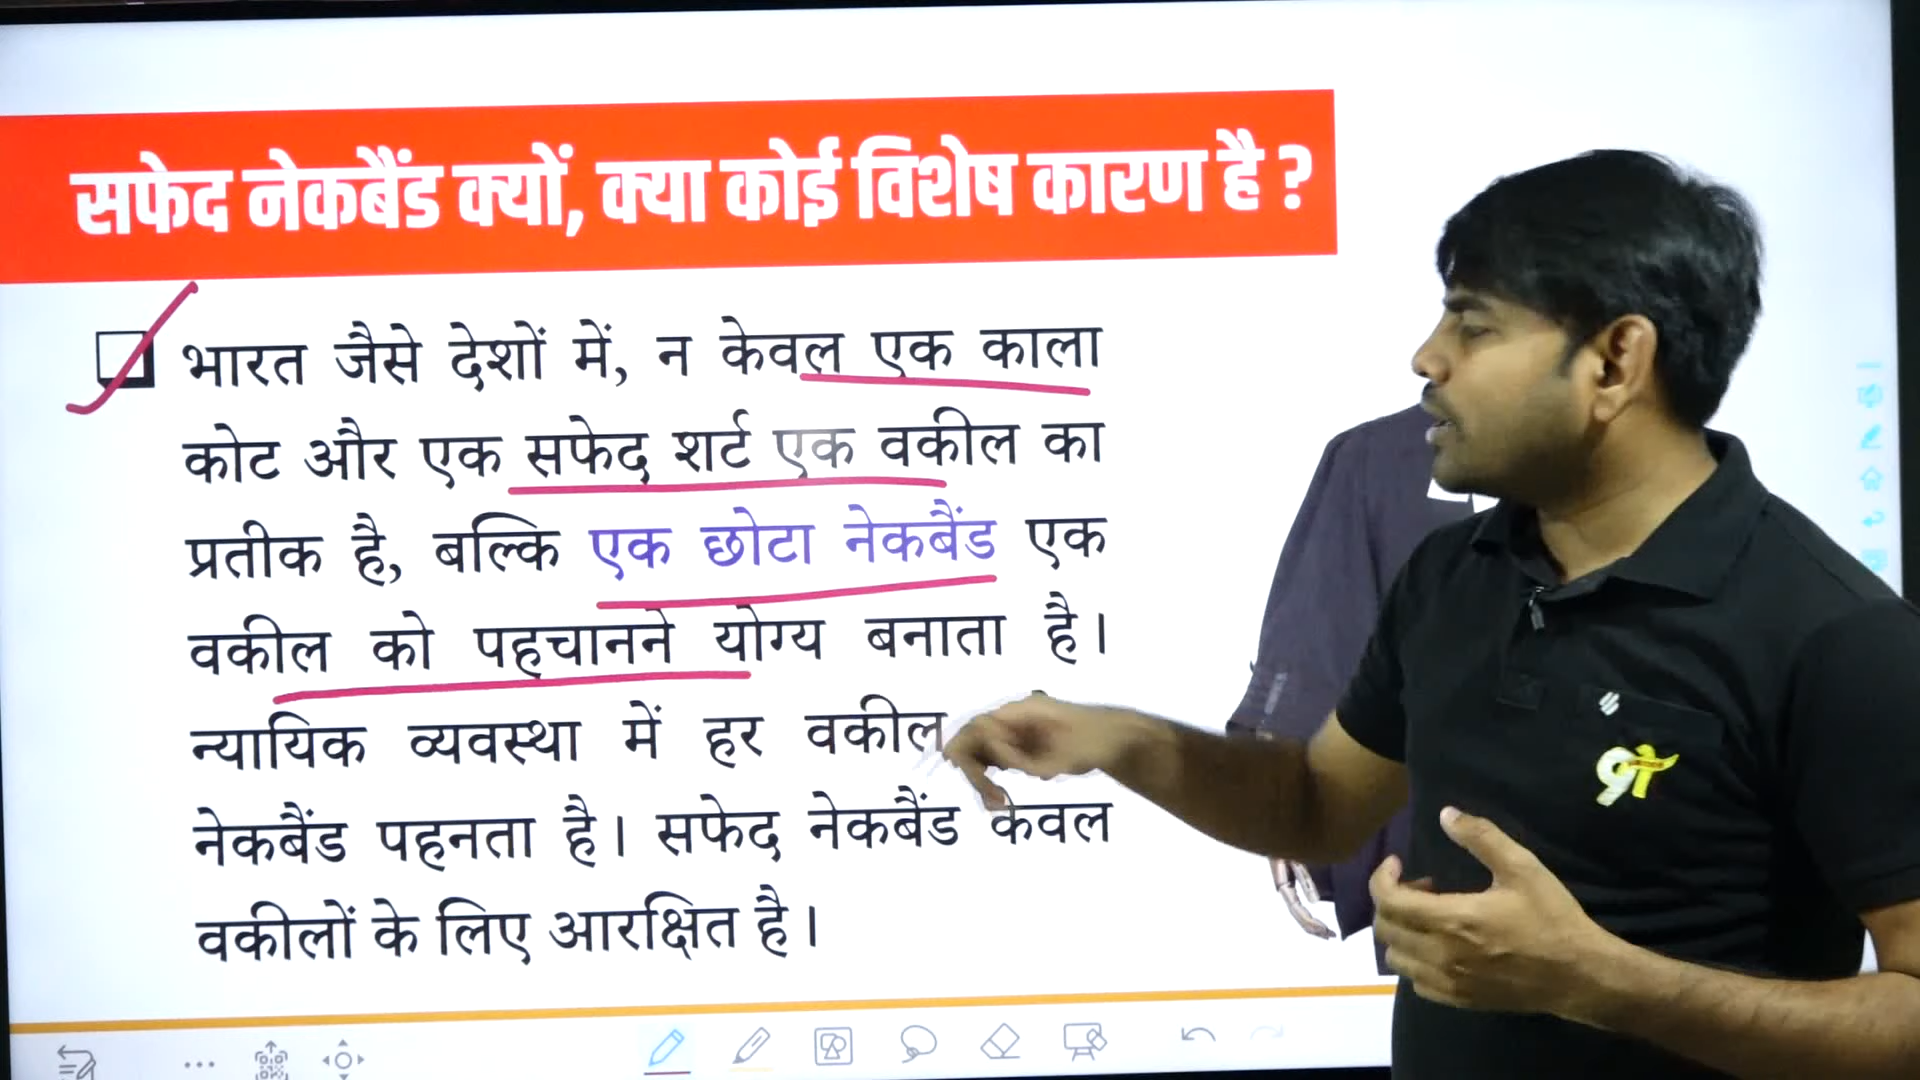 सफेद नेकबैंड क्यों, क्या कोई विशेष कारण है ?
भारत जैसे देशों में, न केवल एक काला
कोट और एक सफेद शर्ट एक वकील का
प्रतीक है, बल्कि एक छोटा नेकबैंड एक
वकील को पहचानने योग्य बनाता है।
न्यायिक व्यवस्था में हर वकील
नेकबैंड पहनता है। सफेद नेकबैंड केवल
वकीलों के लिए आरक्षित है।